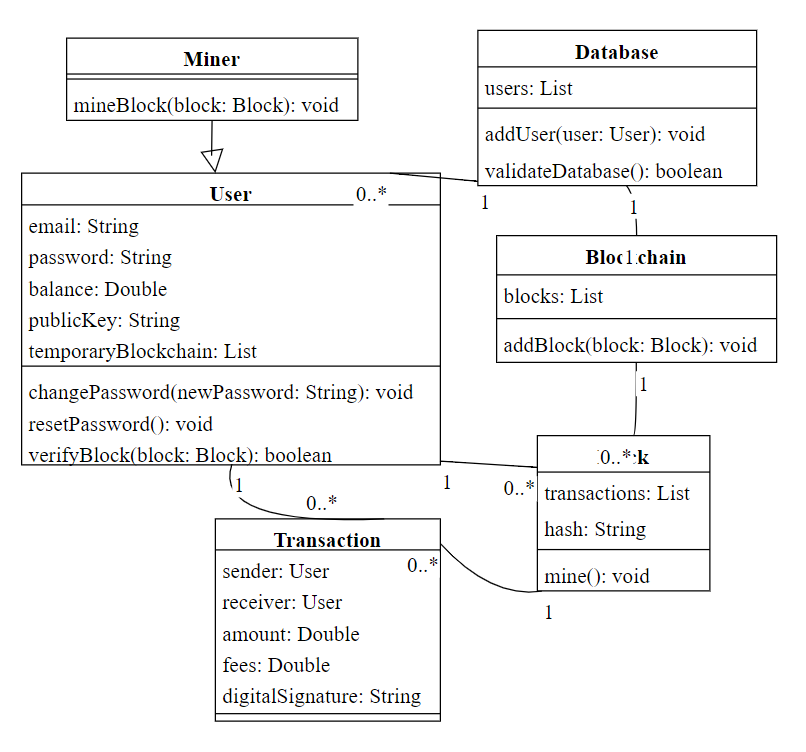 Miner
mineBlock(block: Block): void
Database
users: List
addUser(user: User): void
validateDatabase(): boolean
User
0..*
email: String
password: String
balance: Double
publicKey: String
temporaryBlockchain: List
changePassword(newPassword: String): void
resetPassword(): void
verifyBlock(block: Block): boolean
1
1
1
blocks: List
addBlock(block: Block): void
1
0..*
transactions: List
hash: String
mine(): void
1
0..*
1
0..*
Transaction
0..*
sender: User
receiver: User
amount: Double
fees: Double
digitalSignature: String
1